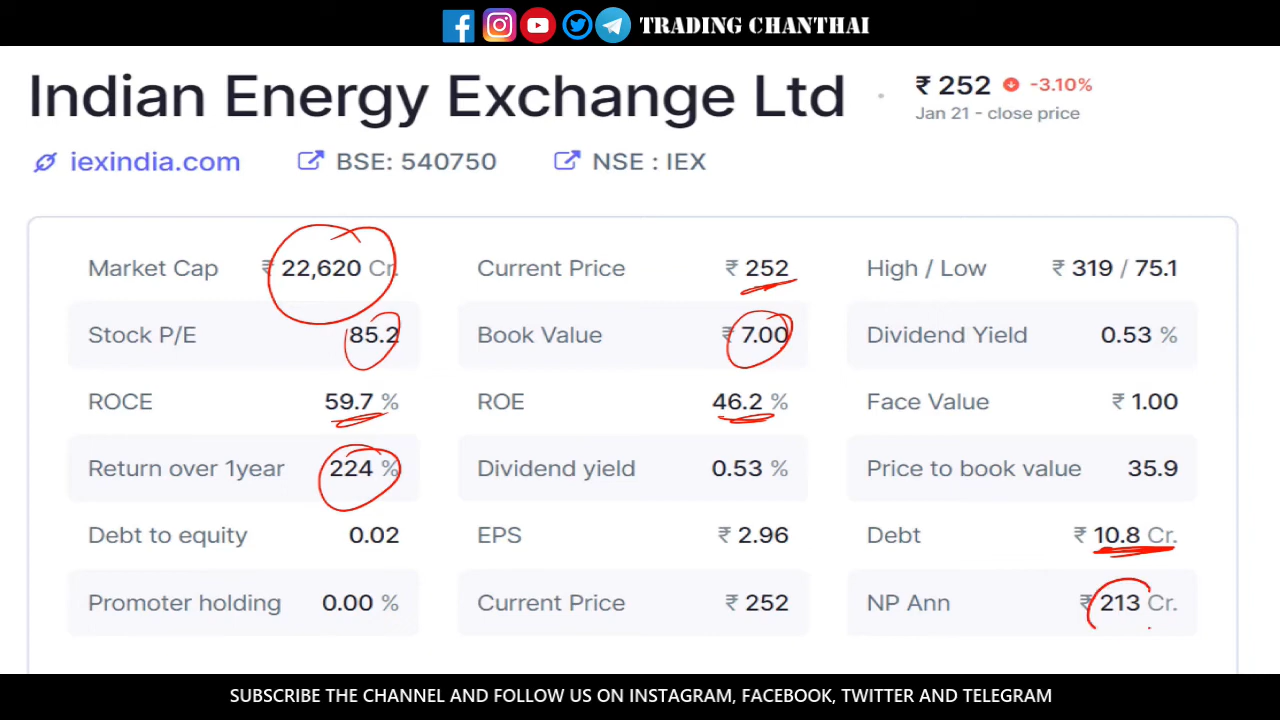 TRADING CHANTHAI
Indian Energy Exchange Ltd
₹ 252 -3.10%
Jan 21 - close price
iexindia.com BSE: 540750 NSE : IEX
Market Cap ₹ 22,620 Cr. Current Price ₹ 252 High / Low ₹ 319 / 75.1
Stock P/E 85.2 Book Value ₹ 7.00 Dividend Yield 0.53 %
ROCE 59.7 % ROE 46.2 % Face Value ₹ 1.00
Return over 1year 224 % Dividend yield 0.53 % Price to book value 35.9
Debt to equity 0.02 EPS ₹ 2.96 Debt ₹ 10.8 Cr.
Promoter holding 0.00 % Current Price ₹ 252 NP Ann ₹ 213 Cr.
SUBSCRIBE THE CHANNEL AND FOLLOW US ON INSTAGRAM, FACEBOOK, TWITTER AND TELEGRAM